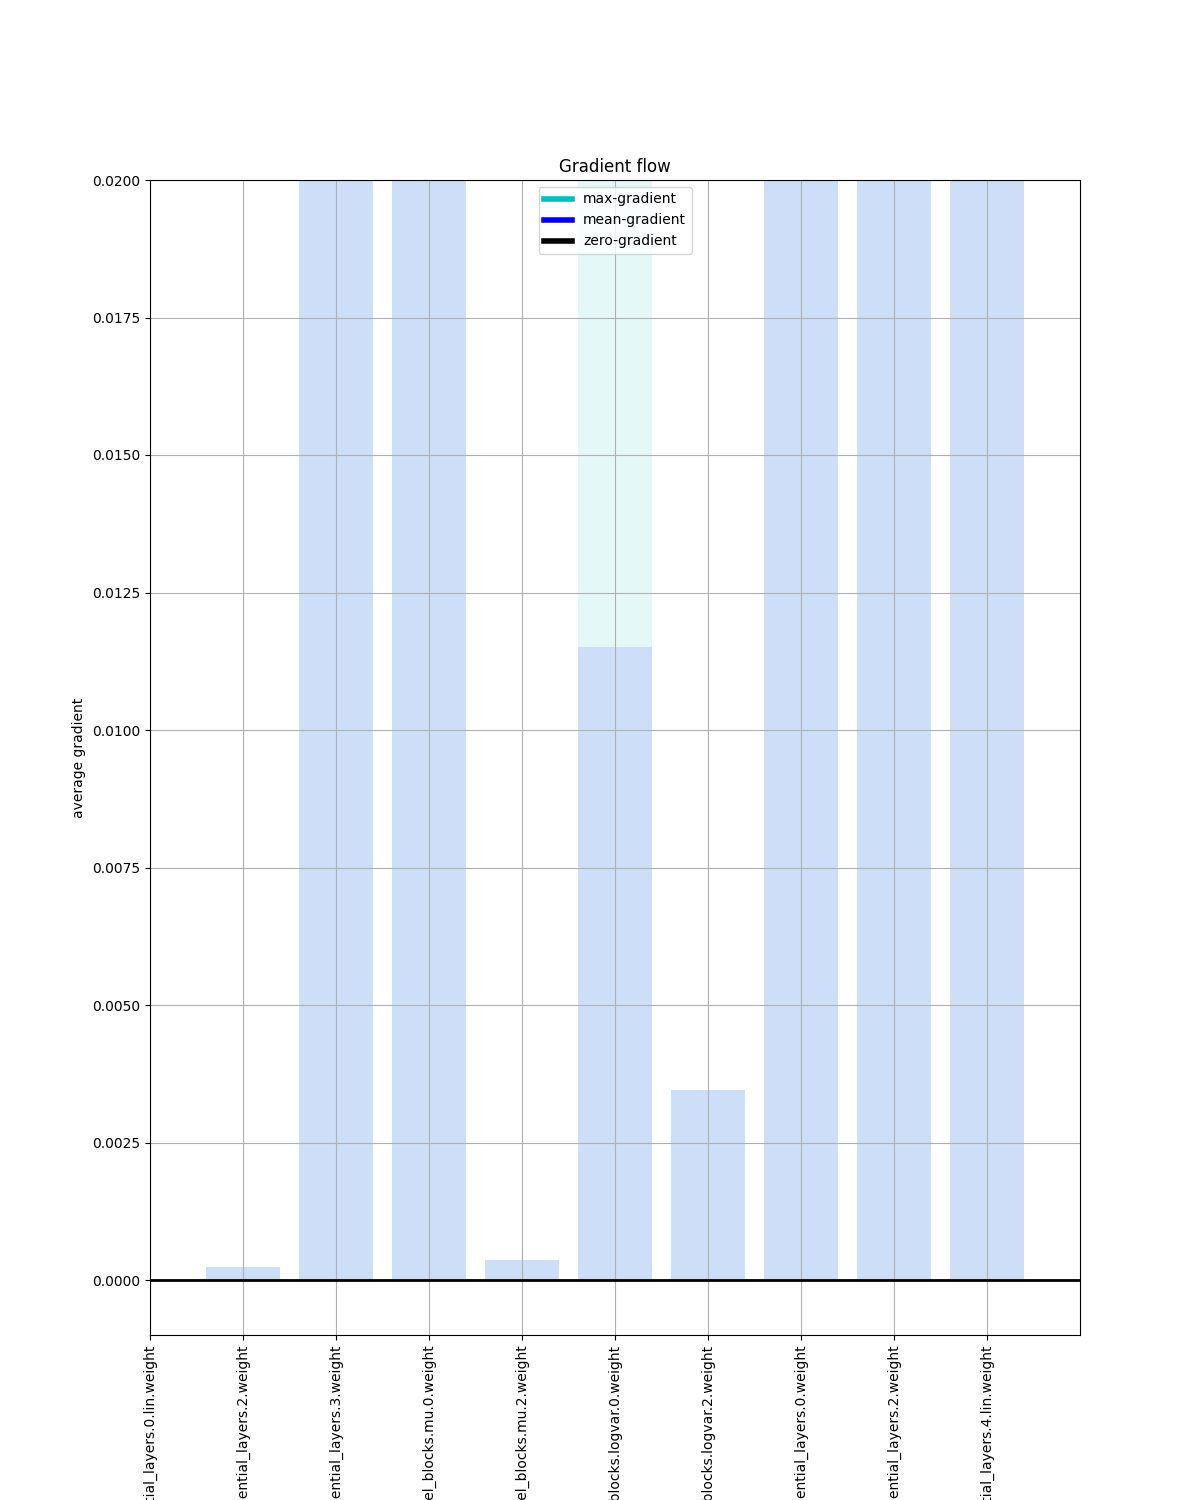 Gradient flow
max-gradient
mean-gradient
zero-gradient
0.0200
0.0175
0.0150
0.0125
0.0100
0.0075
0.0050
0.0025
0.0000
average gradient
tial_layers.0.lin.weight
ential_layers.2.weight
ential_layers.3.weight
el_blocks.mu.0.weight
el_blocks.mu.2.weight
blocks.logvar.0.weight
blocks.logvar.2.weight
ential_layers.0.weight
ential_layers.2.weight
tial_layers.4.lin.weight